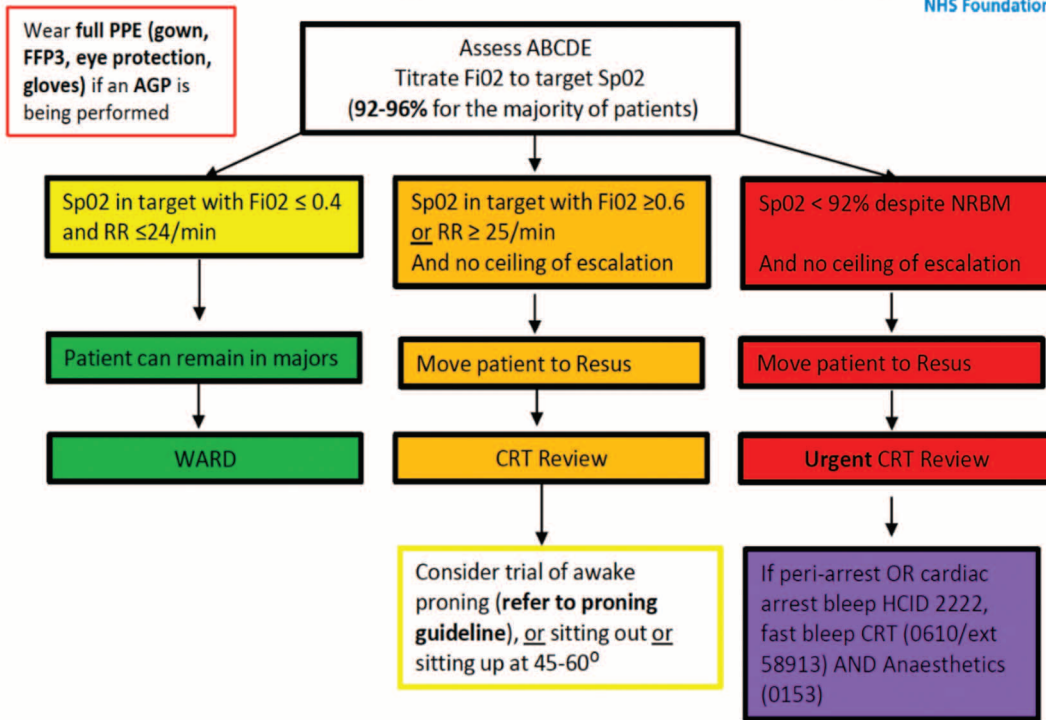 NHS Foundation
Wear full PPE (gown,
FFP3, eye protection,
gloves) if an AGP is
being performed
Assess ABCDE
Titrate Fi02 to target Sp02
(92-96% for the majority of patients)
Sp02 in target with Fi02 ≤ 0.4
and RR ≤24/min
Sp02 in target with Fi02 ≥0.6
or RR ≥ 25/min
And no ceiling of escalation
Sp02 < 92% despite NRBM
And no ceiling of escalation
Patient can remain in majors
Move patient to Resus
Move patient to Resus
WARD
CRT Review
Urgent CRT Review
Consider trial of awake
proning (refer to proning
guideline), or sitting out or
sitting up at 45-60⁰
If peri-arrest OR cardiac
arrest bleep HCID 2222,
fast bleep CRT (0610/ext
58913) AND Anaesthetics
(0153)